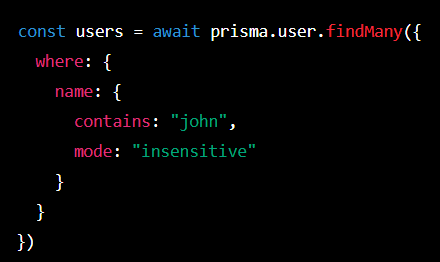 const users = await prisma.user.findMany({
  where: {
    name: {
      contains: "john",
      mode: "insensitive"
    }
  }
})